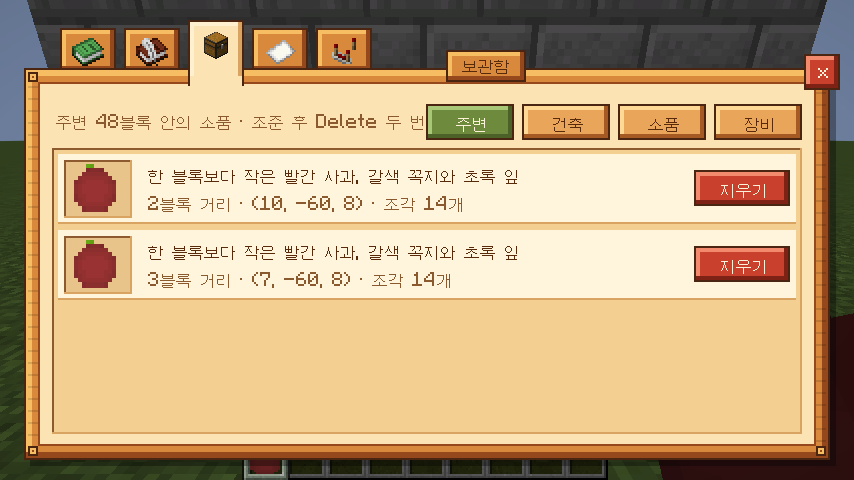 보관함
주변 48블록 안의 소품 · 조준 후 Delete 두 번
주변
건축
소품
장비
한 블록보다 작은 빨간 사과, 갈색 꼭지와 초록 잎
2블록 거리 · (10, -60, 8) · 조각 14개
지우기
한 블록보다 작은 빨간 사과, 갈색 꼭지와 초록 잎
3블록 거리 · (7, -60, 8) · 조각 14개
지우기